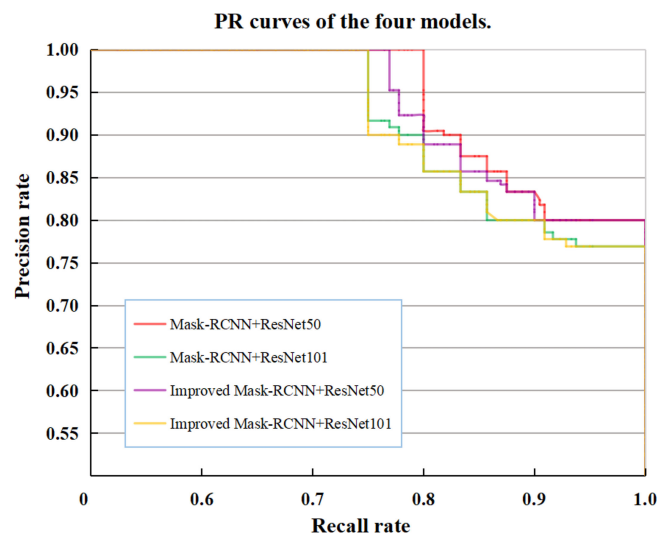 PR curves of the four models.
1.00
0.95
0.90
0.85
0.80
0.75
0.70
0.65
0.60
0.55
Precision rate
Mask-RCNN+ResNet50
Mask-RCNN+ResNet101
Improved Mask-RCNN+ResNet50
Improved Mask-RCNN+ResNet101
0 0.6 0.7 0.8 0.9 1.0
Recall rate